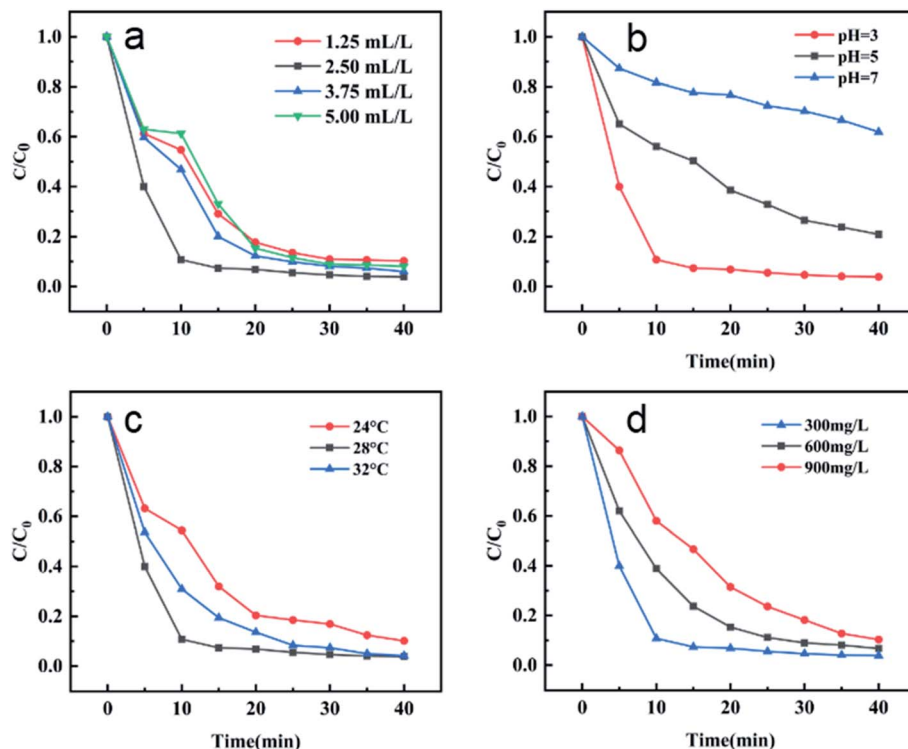 a
1.25 mL/L
2.50 mL/L
3.75 mL/L
5.00 mL/L
C/C0
1.0
0.8
0.6
0.4
0.2
0.0
0 10 20 30 40
b
pH=3
pH=5
pH=7
C/C0
1.0
0.8
0.6
0.4
0.2
0.0
0 10 20 30 40
Time(min)
c
24°C
28°C
32°C
C/C0
1.0
0.8
0.6
0.4
0.2
0.0
0 10 20 30 40
Time(min)
d
300mg/L
600mg/L
900mg/L
C/C0
1.0
0.8
0.6
0.4
0.2
0.0
0 10 20 30 40
Time(min)